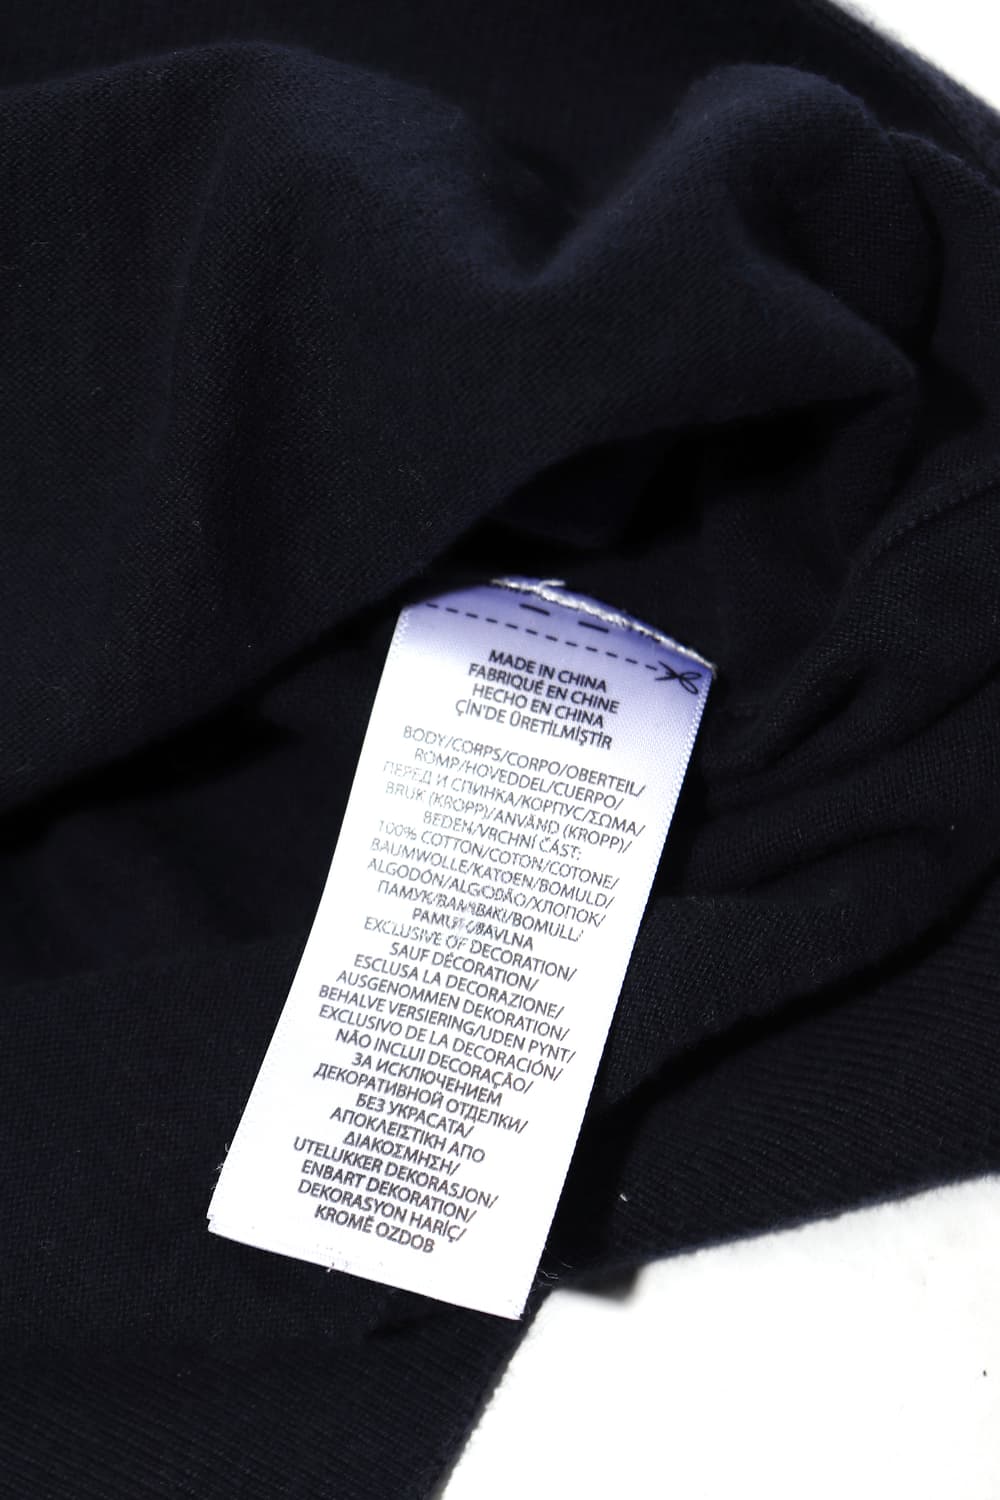 MADE IN CHINA
FABRIQUÉ EN CHINE
HECHO EN CHINA
ÇİN'DE ÜRETİLMİŞTİR
BODY/CORPS/CORPO/OBERTEIL/
ROMP/HOVEDDEL/CUERPO/
ПЕРЕД И СПИНКА/КОРПУС/ΣΩΜΑ/
BRUK (KROPP)/ANVÄND (KROPP)/
BEDEN/VRCHNÍ ČÁST:
100% COTTON/COTON/COTONE/
BAUMWOLLE/KATOEN/BOMULD/
ALGODÓN/ALGODÃO/ХЛОПОК/
ПАМУК/ΒΑΜΒΑΚΙ/BOMULL/
PAMUK/BAVLNA
EXCLUSIVE OF DECORATION/
SAUF DÉCORATION/
ESCLUSA LA DECORAZIONE/
AUSGENOMMEN DEKORATION/
BEHALVE VERSIERING/UDEN PYNT/
EXCLUSIVO DE LA DECORACIÓN/
NÃO INCLUI DECORAÇÃO/
ЗА ИСКЛЮЧЕНИЕМ
ДЕКОРАТИВНОЙ ОТДЕЛКИ/
БЕЗ УКРАСАТА/
ΑΠΟΚΛΕΙΣΤΙΚΗ ΑΠΟ
ΔΙΑΚΟΣΜΗΣΗ/
UTELUKKER DEKORASJON/
ENBART DEKORATION/
DEKORASYON HARİÇ/
KROMĚ OZDOB